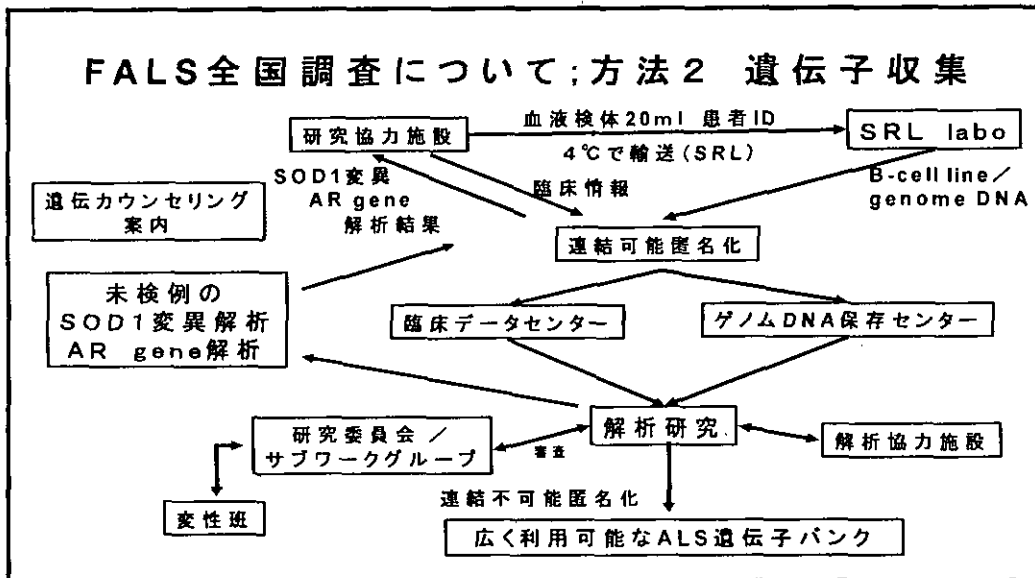 FALS全国調査について;方法2 遺伝子収集
血液検体20ml 患者ID
研究協力施設
SRL labo
4℃で輸送(SRL)
SOD1変異
AR gene
解析結果
臨床情報
B-cell line/
genome DNA
遺伝カウンセリング
案内
連結可能匿名化
未検例の
SOD1変異解析
AR gene解析
臨床データセンター
ゲノムDNA保存センター
解析研究
研究委員会/
サブワークグループ
審査
解析協力施設
連結不可能匿名化
変性班
広く利用可能なALS遺伝子バンク